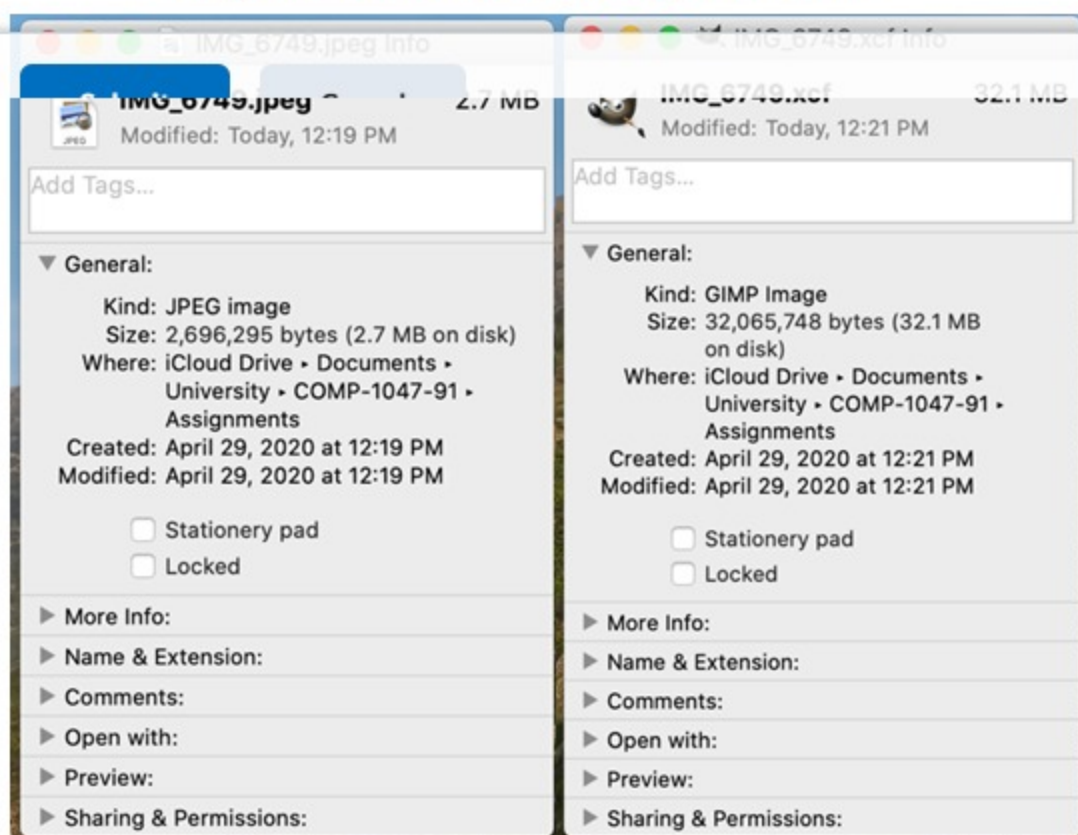 IMG_6749.jpeg Info
IMG_6749.jpeg 2.7 MB
JPEG
Modified: Today, 12:19 PM
Add Tags...
General:
Kind: JPEG image
Size: 2,696,295 bytes (2.7 MB on disk)
Where: iCloud Drive ▸ Documents ▸
University ▸ COMP-1047-91 ▸
Assignments
Created: April 29, 2020 at 12:19 PM
Modified: April 29, 2020 at 12:19 PM
Stationery pad
Locked
More Info:
Name & Extension:
Comments:
Open with:
Preview:
Sharing & Permissions:
IMG_6749.xcf Info
IMG_6749.xcf 32.1 MB
Modified: Today, 12:21 PM
Add Tags...
General:
Kind: GIMP Image
Size: 32,065,748 bytes (32.1 MB
on disk)
Where: iCloud Drive ▸ Documents ▸
University ▸ COMP-1047-91 ▸
Assignments
Created: April 29, 2020 at 12:21 PM
Modified: April 29, 2020 at 12:21 PM
Stationery pad
Locked
More Info:
Name & Extension:
Comments:
Open with:
Preview:
Sharing & Permissions: